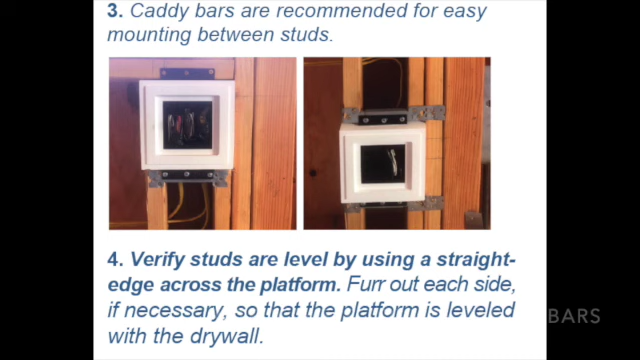 3. Caddy bars are recommended for easy
mounting between studs.
4. Verify studs are level by using a straight-
edge across the platform. Furr out each side,
if necessary, so that the platform is leveled
with the drywall.
BARS